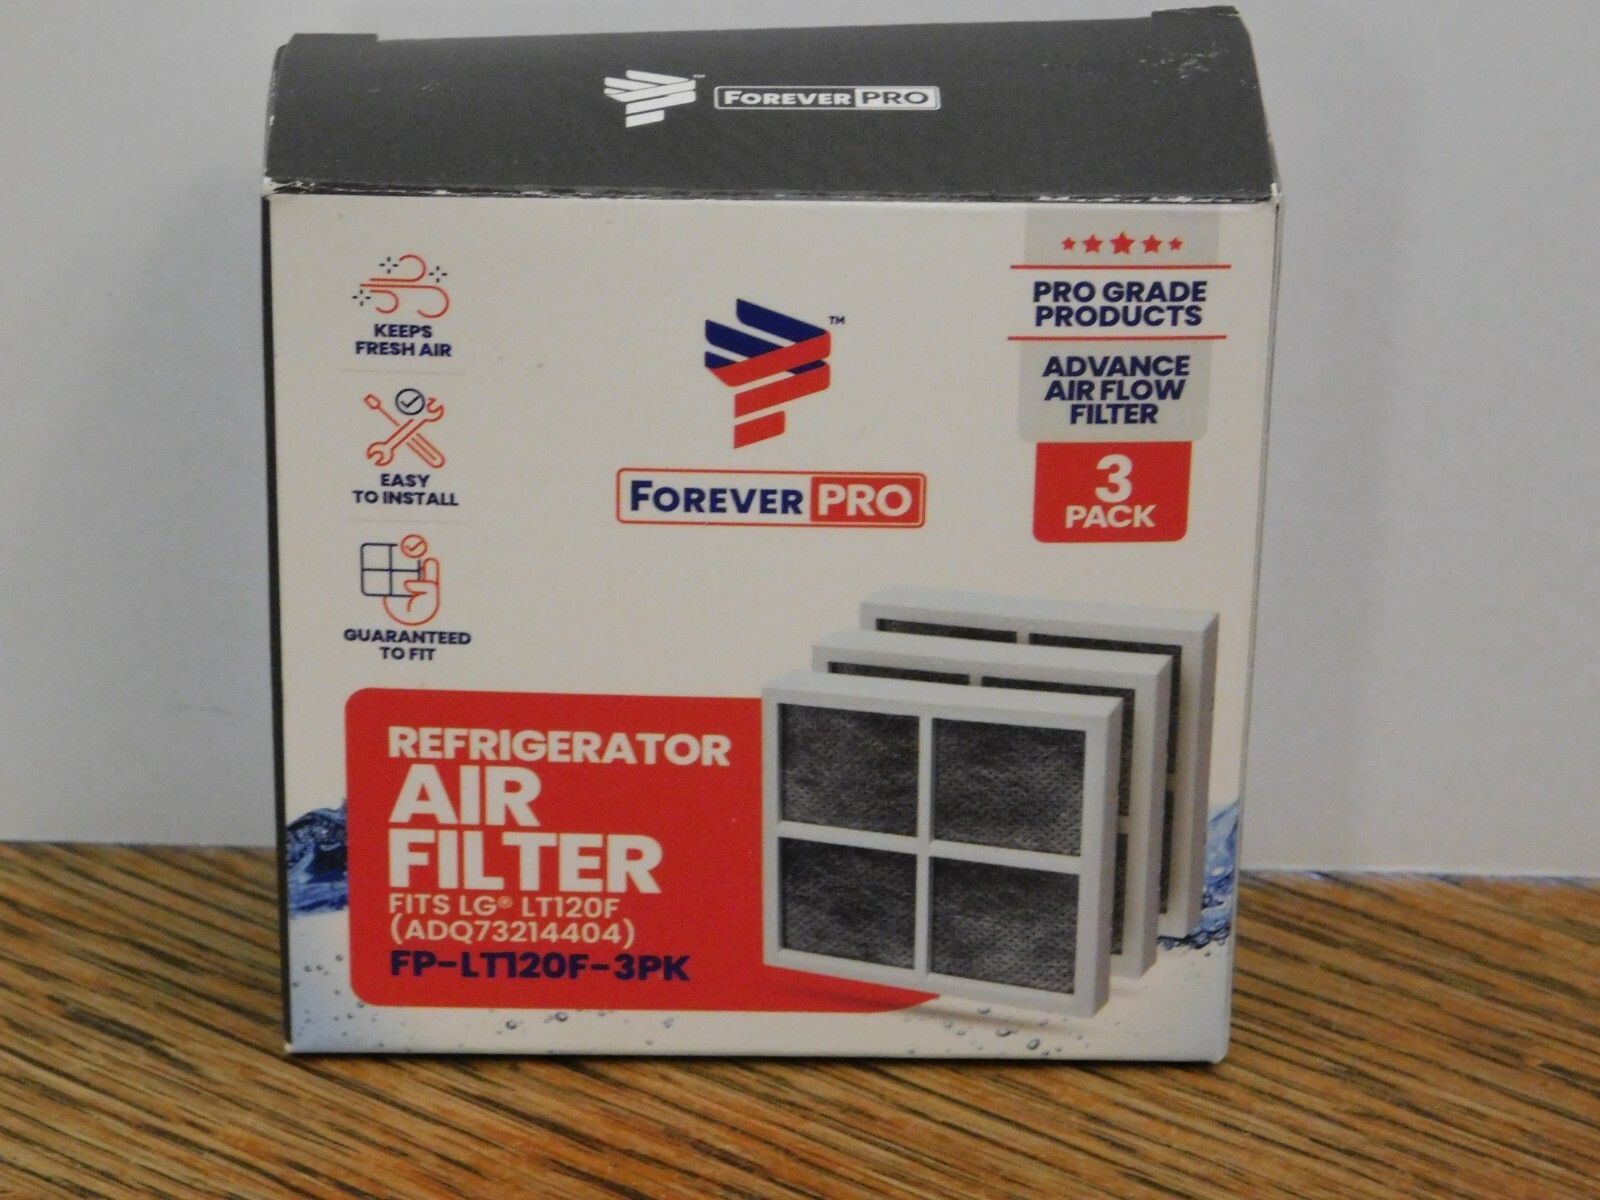 FOREVER PRO
KEEPS
FRESH AIR
EASY
TO INSTALL
GUARANTEED
TO FIT
TM
FOREVER PRO
PRO GRADE
PRODUCTS
ADVANCE
AIR FLOW
FILTER
3
PACK
REFRIGERATOR
AIR
FILTER
FITS LG® LT120F
(ADQ73214404)
FP-LT120F-3PK